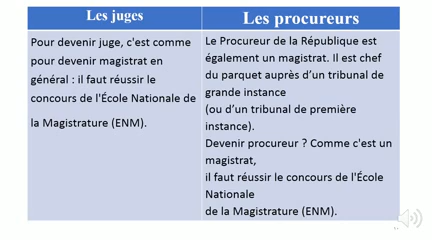 Les juges
Pour devenir juge, c'est comme
pour devenir magistrat en
général : il faut réussir le
concours de l'École Nationale de
la Magistrature (ENM).
Les procureurs
Le Procureur de la République est
également un magistrat. Il est chef
du parquet auprès d'un tribunal de
grande instance
(ou d'un tribunal de première
instance).
Devenir procureur ? Comme c'est un
magistrat,
il faut réussir le concours de l'École
Nationale
de la Magistrature (ENM).